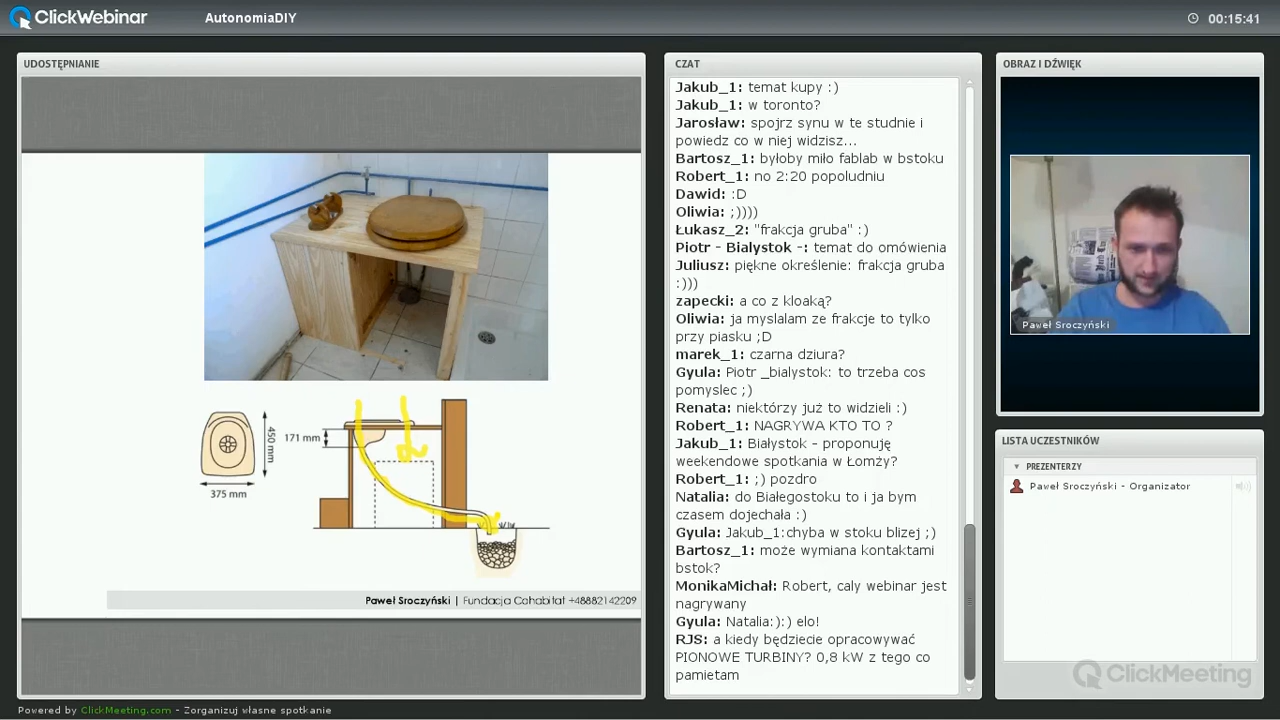 ClickWebinar
AutonomiaDIY
00:15:41
UDOSTĘPNIANIE
171 mm
450 mm
375 mm
Paweł Sroczyński | Fundacja Cohabitat +48882142209
CZAT
Jakub_1: temat kupy :)
Jakub_1: w toronto?
Jarosław: spojrz synu w te studnie i
powiedz co w niej widzisz...
Bartosz_1: byłoby miło fablab w bstoku
Robert_1: no 2:20 popoludniu
Dawid: :D
Oliwia: ;))))
Łukasz_2: "frakcja gruba" :)
Piotr - Bialystok -: temat do omówienia
Juliusz: piękne określenie: frakcja gruba
:)))
zapecki: a co z kloaką?
Oliwia: ja myslalam ze frakcje to tylko
przy piasku ;D
marek_1: czarna dziura?
Gyula: Piotr _bialystok: to trzeba cos
pomyslec ;)
Renata: niektórzy już to widzieli :)
Robert_1: NAGRYWA KTO TO ?
Jakub_1: Białystok - proponuję
weekendowe spotkania w Łomży?
Robert_1: ;) pozdro
Natalia: do Białegostoku to i ja bym
czasem dojechała :)
Gyula: Jakub_1:chyba w stoku blizej ;)
Bartosz_1: może wymiana kontaktami
bstok?
MonikaMichał: Robert, caly webinar jest
nagrywany
Gyula: Natalia:):) elo!
RJS: a kiedy będziecie opracowywać
PIONOWE TURBINY? 0,8 kW z tego co
pamietam
OBRAZ I DŹWIĘK
Paweł Sroczyński
LISTA UCZESTNIKÓW
PREZENTERZY
Paweł Sroczyński - Organizator
ClickMeeting
Powered by ClickMeeting.com - Zorganizuj własne spotkanie